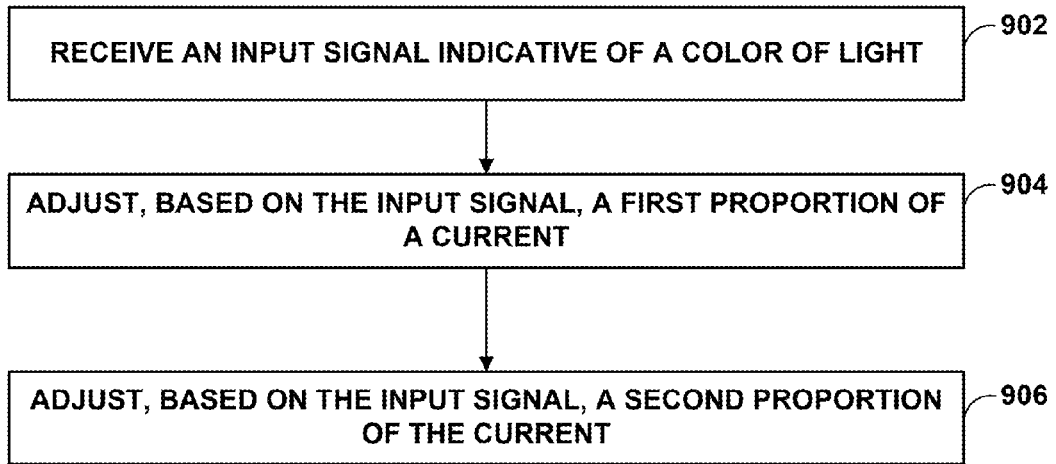 RECEIVE AN INPUT SIGNAL INDICATIVE OF A COLOR OF LIGHT
902
ADJUST, BASED ON THE INPUT SIGNAL, A FIRST PROPORTION OF
A CURRENT
904
ADJUST, BASED ON THE INPUT SIGNAL, A SECOND PROPORTION
OF THE CURRENT
906